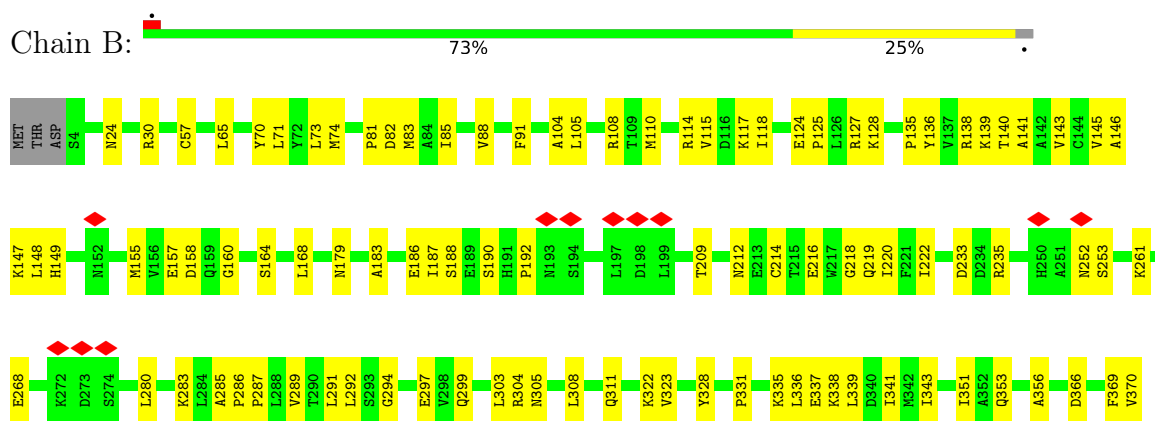 Chain B:
73%
25%
MET THR ASP S4 N24 R30 C57 L65 Y70 L71 Y72 L73 M74 P81 D82 M83 A84 I85 V88 F91 A104 L105 R108 T109 M110 R114 V115 D116 K117 I118 E124 P125 L126 R127 K128 P135 Y136 V137 R138 K139 T140 A141 A142 V143 C144 V145 A146
K147 L148 H149 N152 M155 V156 E157 D158 Q159 G160 S164 L168 N179 A183 E186 I187 S188 E189 S190 H191 P192 N193 S194 L197 D198 L199 T209 N212 E213 C214 T215 E216 W217 G218 Q219 I220 F221 I222 D233 D234 R235 H250 A251 N252 S253 K261
E268 K272 D273 S274 L280 K283 L284 A285 P286 P287 L288 V289 T290 L291 L292 S293 G294 E297 V298 Q299 L303 R304 N305 L308 Q311 K322 V323 Y328 P331 K335 L336 E337 K338 L339 D340 I341 M342 I343 I351 A352 Q353 A356 D366 F369 V370